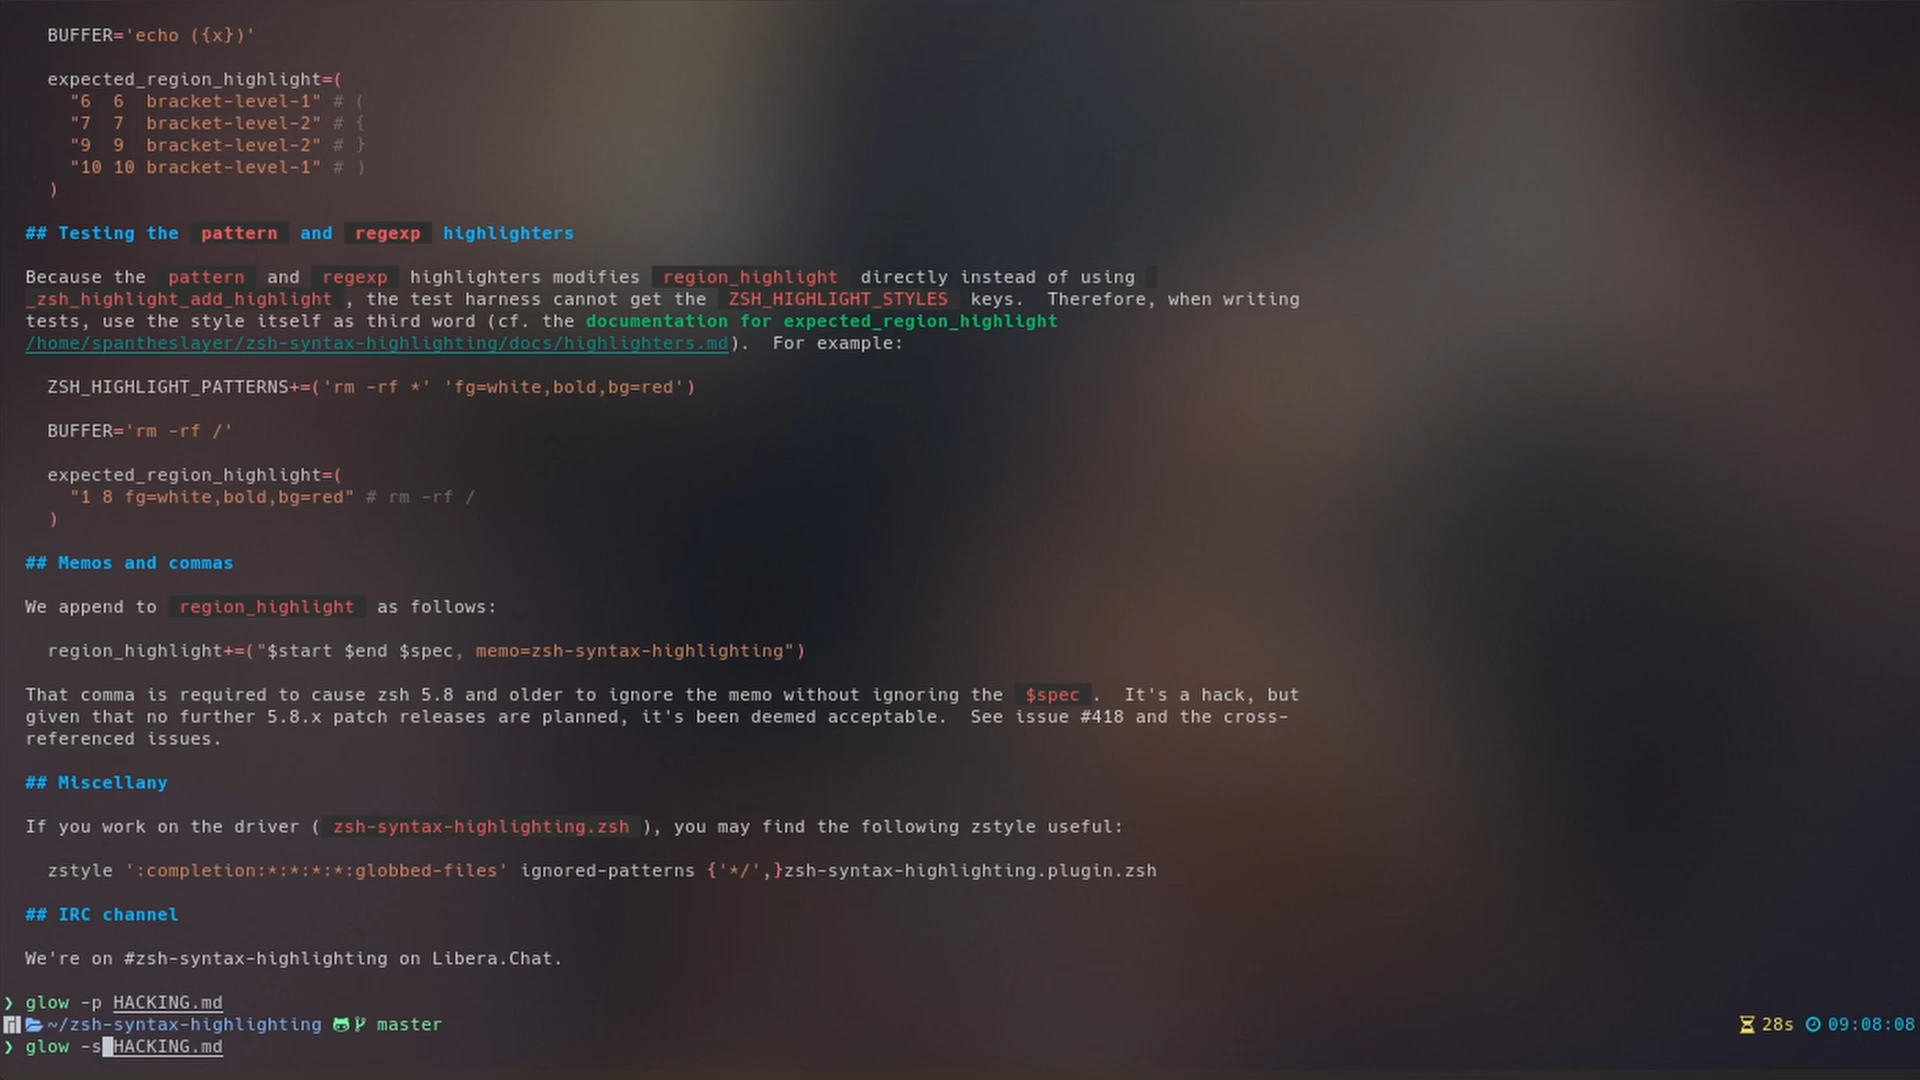 BUFFER='echo ({x})'
expected_region_highlight=(
"6  6  bracket-level-1" # (
"7  7  bracket-level-2" # {
"9  9  bracket-level-2" # }
"10 10 bracket-level-1" # )
)
## Testing the pattern and regexp highlighters
Because the pattern and regexp highlighters modifies region_highlight directly instead of using
_zsh_highlight_add_highlight , the test harness cannot get the ZSH_HIGHLIGHT_STYLES keys.  Therefore, when writing
tests, use the style itself as third word (cf. the documentation for expected_region_highlight
/home/spantheslayer/zsh-syntax-highlighting/docs/highlighters.md).  For example:
ZSH_HIGHLIGHT_PATTERNS+=('rm -rf *' 'fg=white,bold,bg=red')
BUFFER='rm -rf /'
expected_region_highlight=(
"1 8 fg=white,bold,bg=red" # rm -rf /
)
## Memos and commas
We append to region_highlight as follows:
region_highlight+=("$start $end $spec, memo=zsh-syntax-highlighting")
That comma is required to cause zsh 5.8 and older to ignore the memo without ignoring the $spec .  It's a hack, but
given that no further 5.8.x patch releases are planned, it's been deemed acceptable.  See issue #418 and the cross-
referenced issues.
## Miscellany
If you work on the driver ( zsh-syntax-highlighting.zsh ), you may find the following zstyle useful:
zstyle ':completion:*:*:*:*:globbed-files' ignored-patterns {'*/',}zsh-syntax-highlighting.plugin.zsh
## IRC channel
We're on #zsh-syntax-highlighting on Libera.Chat.
❯ glow -p HACKING.md
~/zsh-syntax-highlighting master 28s 09:08:08
❯ glow -s HACKING.md